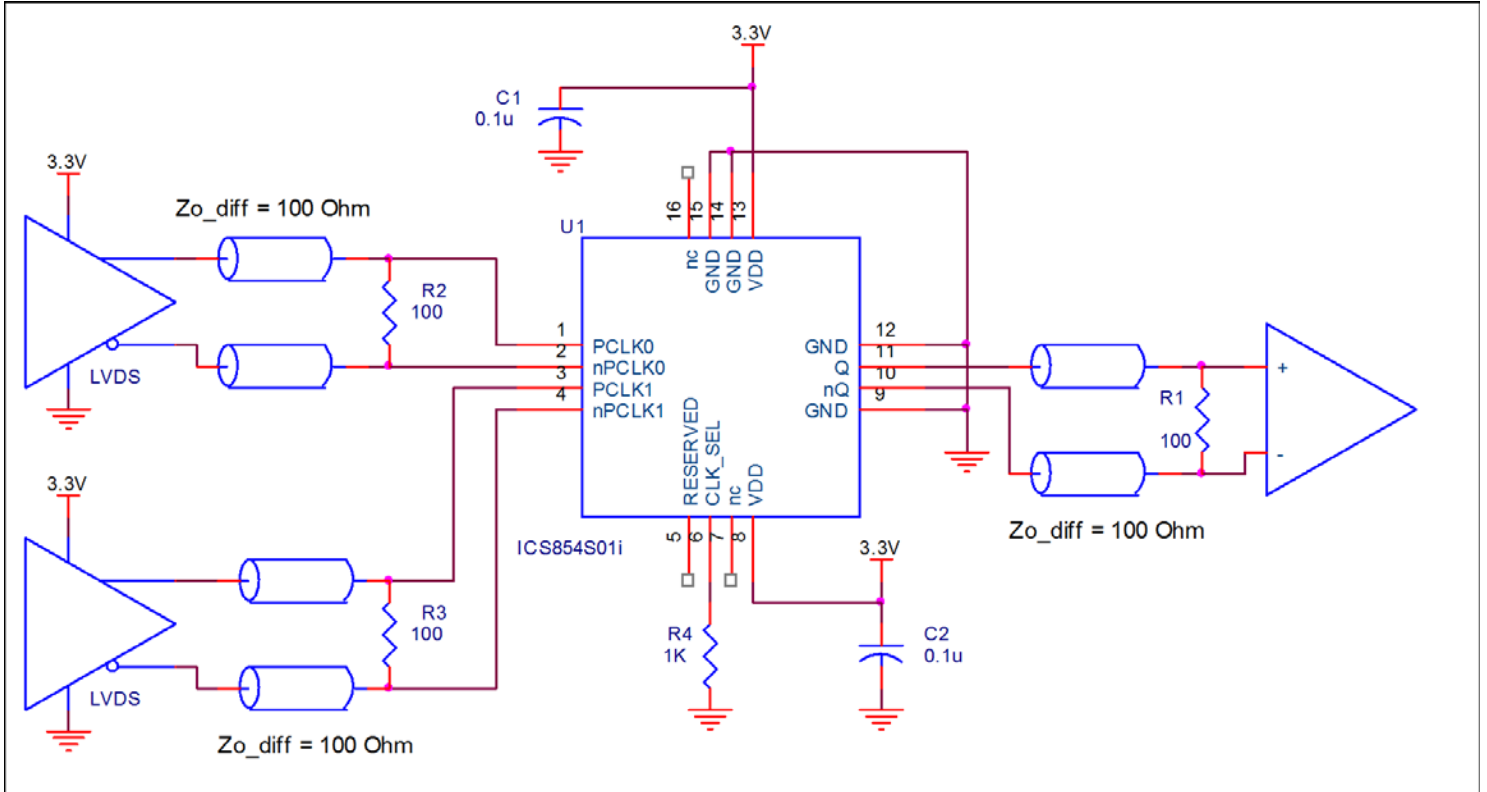 3.3V
C1
0.1u
3.3V
Zo_diff = 100 Ohm
16
15
14
13
U1
nc
GND
GND
VDD
R2
100
LVDS
1
2
3
4
PCLK0
nPCLK0
PCLK1
nPCLK1
12
11
10
9
GND
Q
nQ
GND
+
-
R1
100
Zo_diff = 100 Ohm
RESERVED
CLK_SEL
nc
VDD
5
6
7
8
ICS854S01i
3.3V
3.3V
R3
100
LVDS
Zo_diff = 100 Ohm
R4
1K
C2
0.1u